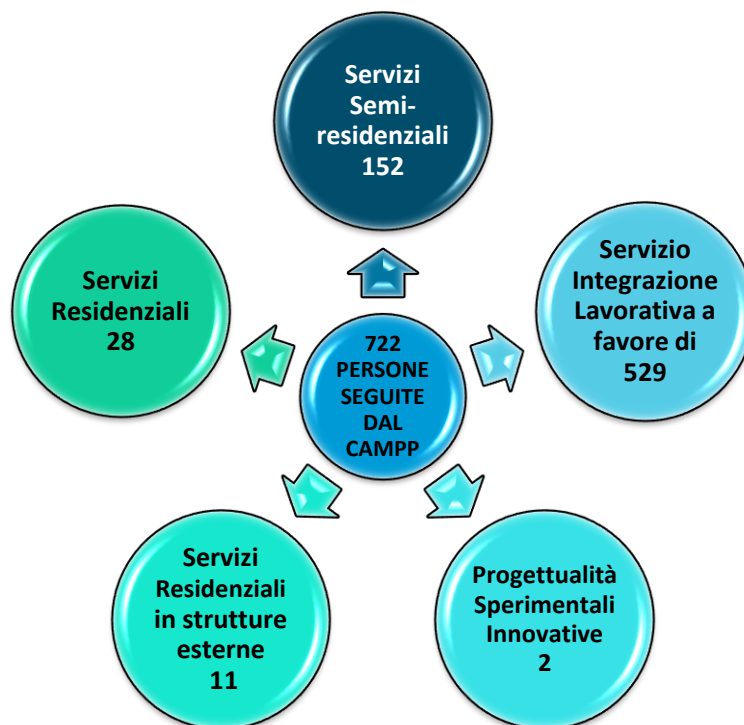 Servizi
Semi-
residenziali
152
Servizi
Residenziali
28
Servizio
Integrazione
Lavorativa a
favore di
529
722
PERSONE
SEGUITE
DAL
CAMPP
Servizi
Residenziali
in strutture
esterne
11
Progettualità
Sperimentali
Innovative
2